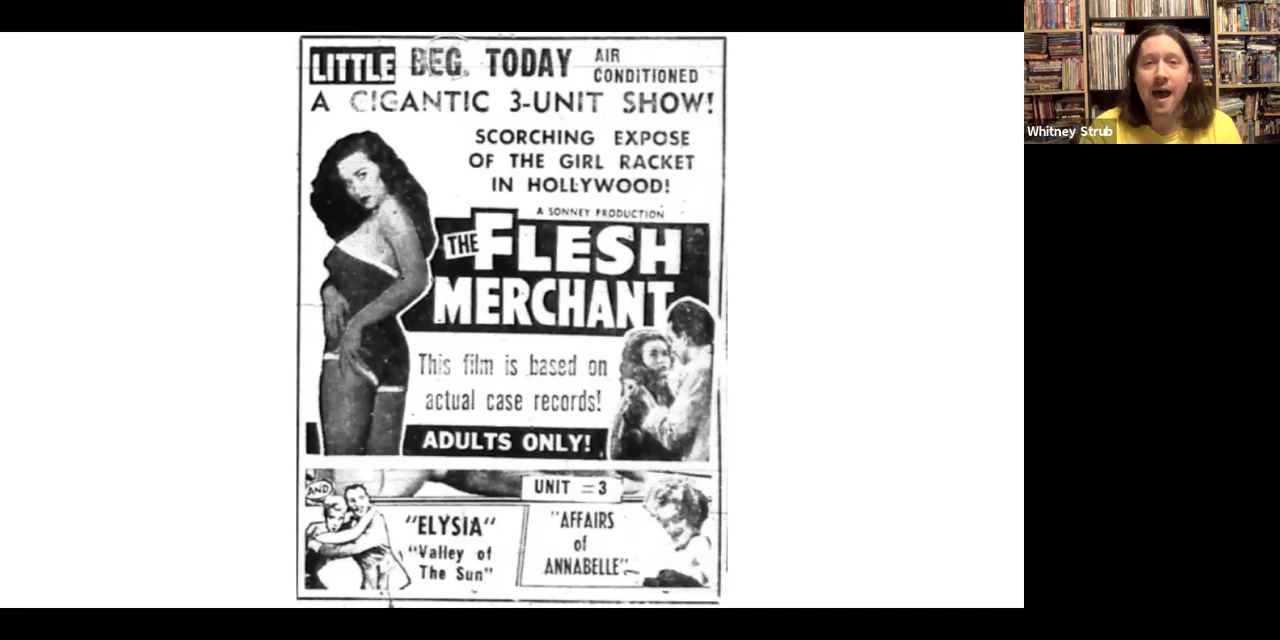 LITTLE BEG. TODAY AIR CONDITIONED
A GIGANTIC 3-UNIT SHOW!
SCORCHING EXPOSE
OF THE GIRL RACKET
IN HOLLYWOOD!
A SONNEY PRODUCTION
THE FLESH
MERCHANT
This film is based on
actual case records!
ADULTS ONLY!
AND
UNIT =3
"ELYSIA"
"Valley of
The Sun"
"AFFAIRS
of
ANNABELLE"
Whitney Strub